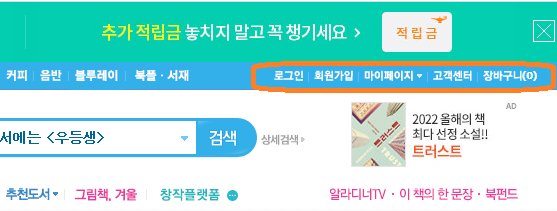 추가 적립금 놓치지 말고 꼭 챙기세요 >
적립금
커피 음반 블루레이 북플·서재 로그인 회원가입 마이페이지 고객센터 장바구니(0)
AD
서에는 <우등생> 검색 상세검색
2022 올해의 책
최다 선정 소설!!
트러스트
추천도서 그림책, 겨울 창작플랫폼 알라디너TV · 이 책의 한 문장 · 북펀드